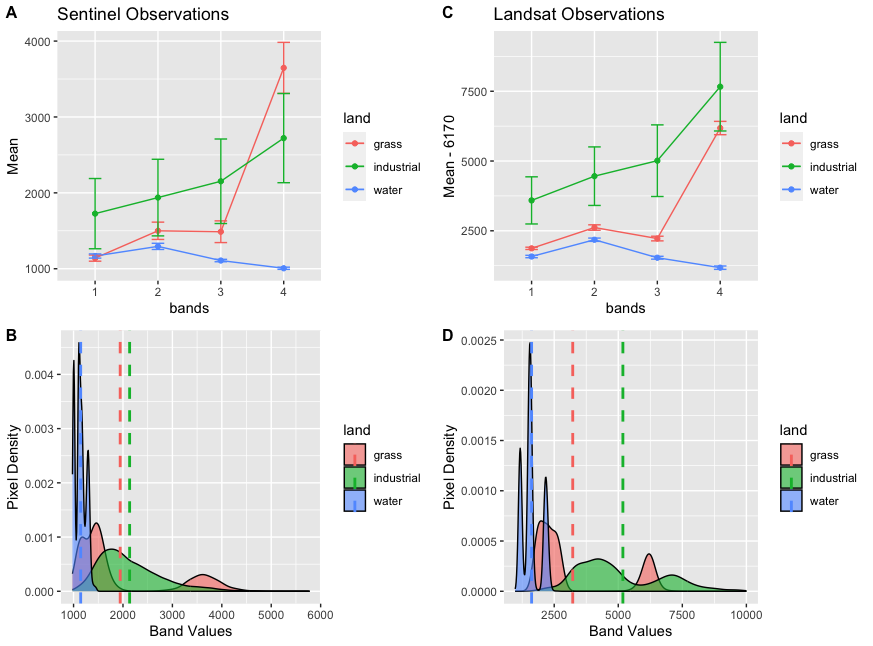 A
Sentinel Observations
4000
3000
2000
1000
Mean
1 2 3 4
bands
land
grass
industrial
water
C
Landsat Observations
7500
5000
2500
Mean - 6170
1 2 3 4
bands
land
grass
industrial
water
B
0.004
0.003
0.002
0.001
0.000
Pixel Density
1000 2000 3000 4000 5000 6000
Band Values
land
grass
industrial
water
D
0.0025
0.0020
0.0015
0.0010
0.0005
0.0000
Pixel Density
2500 5000 7500 10000
Band Values
land
grass
industrial
water